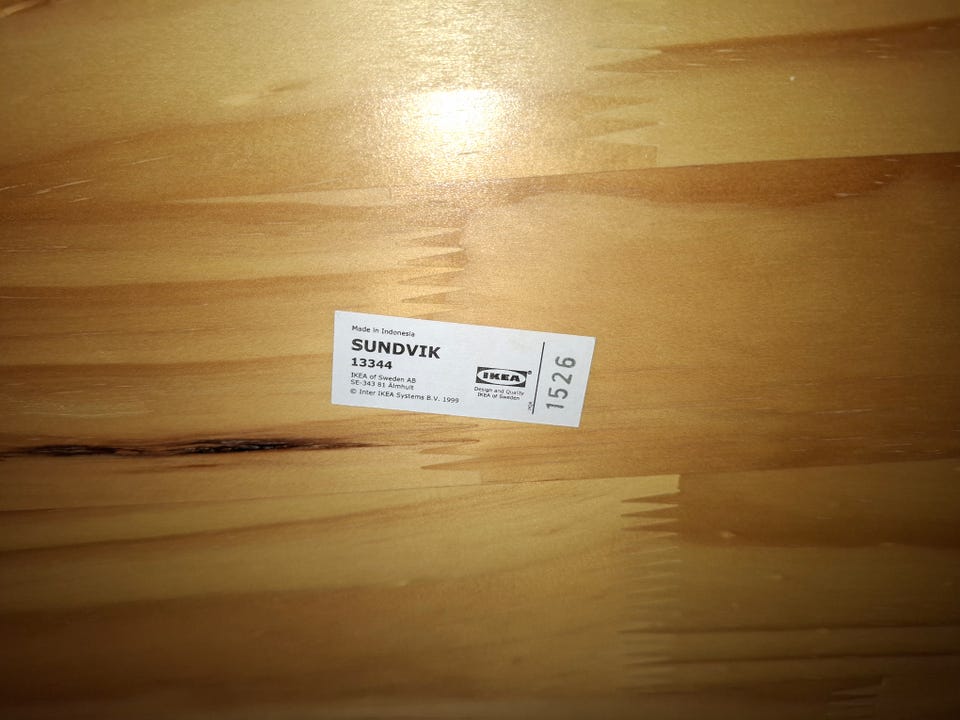 Made in Indonesia
SUNDVIK
13344
IKEA of Sweden AB
SE-343 81 Älmhult
© Inter IKEA Systems B.V. 1999
IKEA®
Design and Quality
IKEA of Sweden
1526